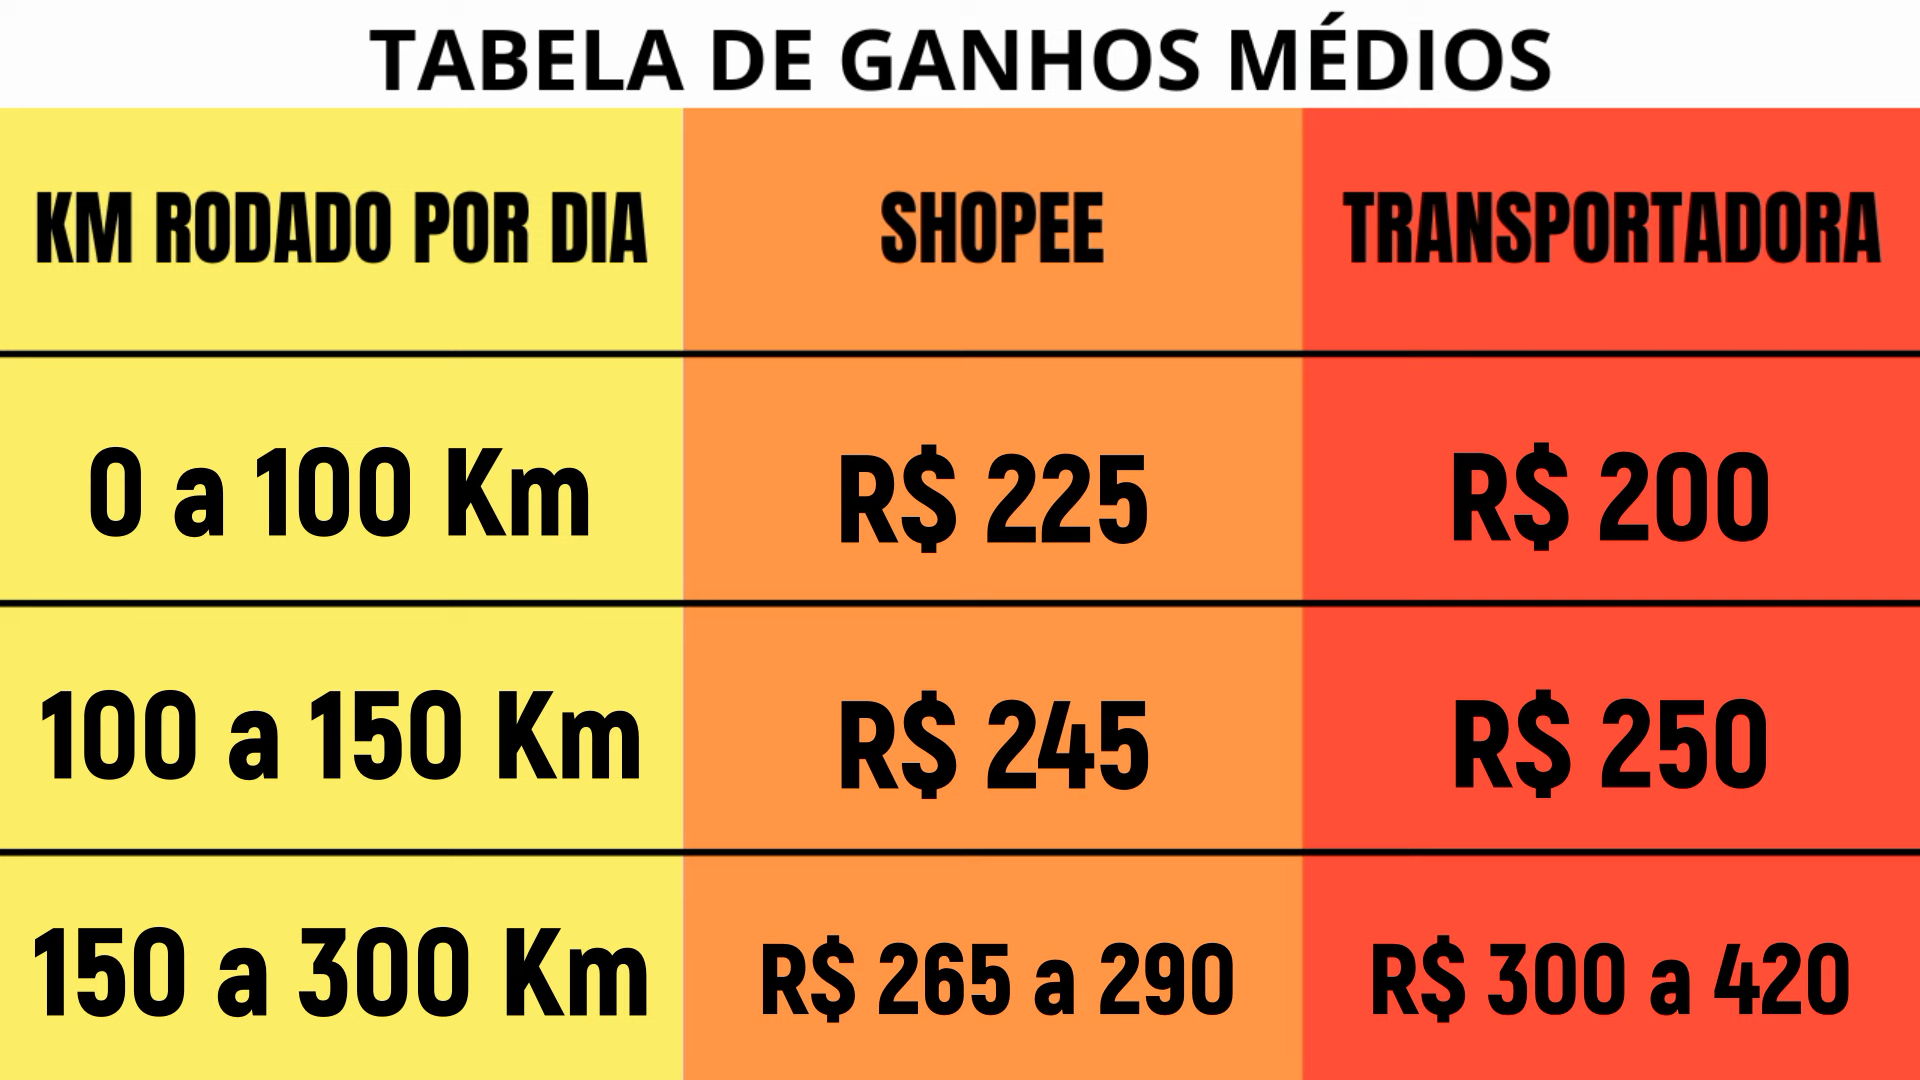 TABELA DE GANHOS MÉDIOS
KM RODADO POR DIA SHOPEE TRANSPORTADORA
0 a 100 Km R$ 225 R$ 200
100 a 150 Km R$ 245 R$ 250
150 a 300 Km R$ 265 a 290 R$ 300 a 420